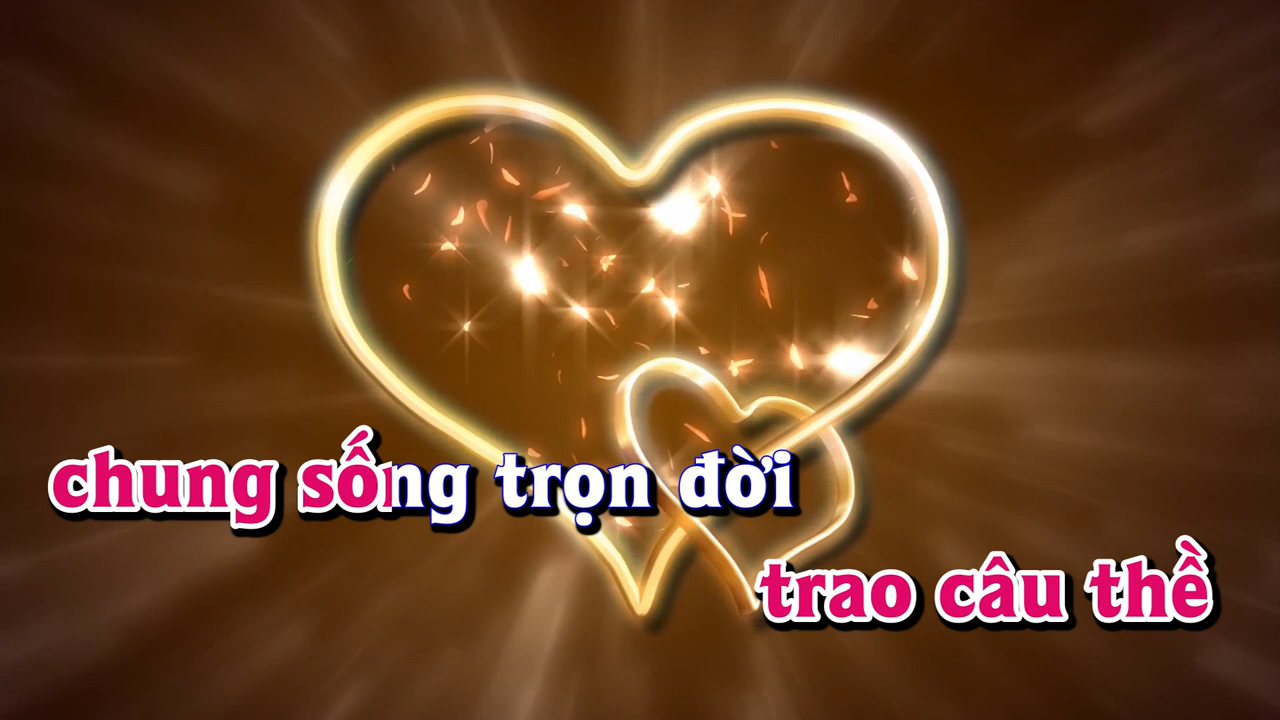 chung sống trọn đời
trao câu thề